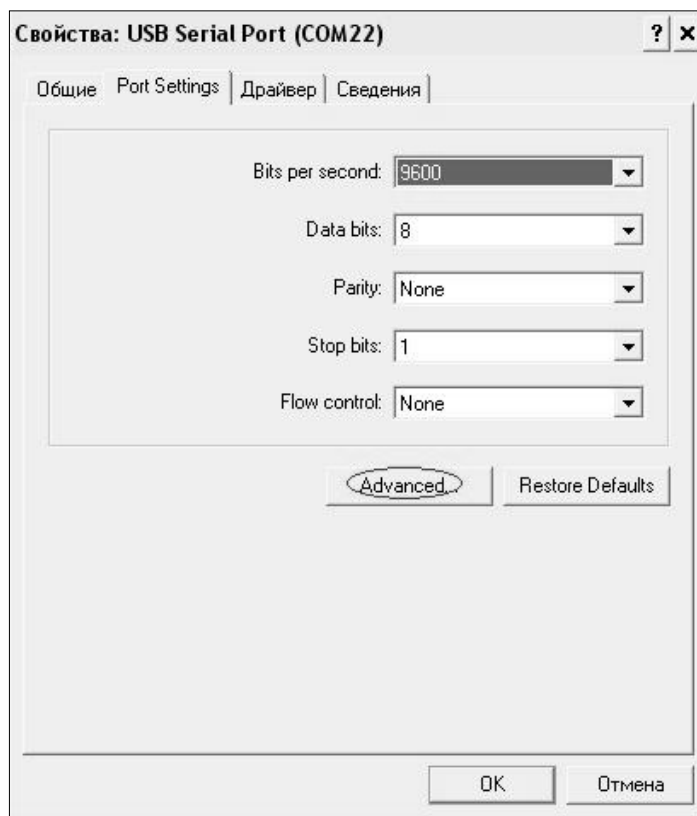 Свойства: USB Serial Port (COM22)
Общие Port Settings Драйвер Сведения
Bits per second: 9600
Data bits: 8
Parity: None
Stop bits: 1
Flow control: None
Advanced... Restore Defaults
OK Отмена